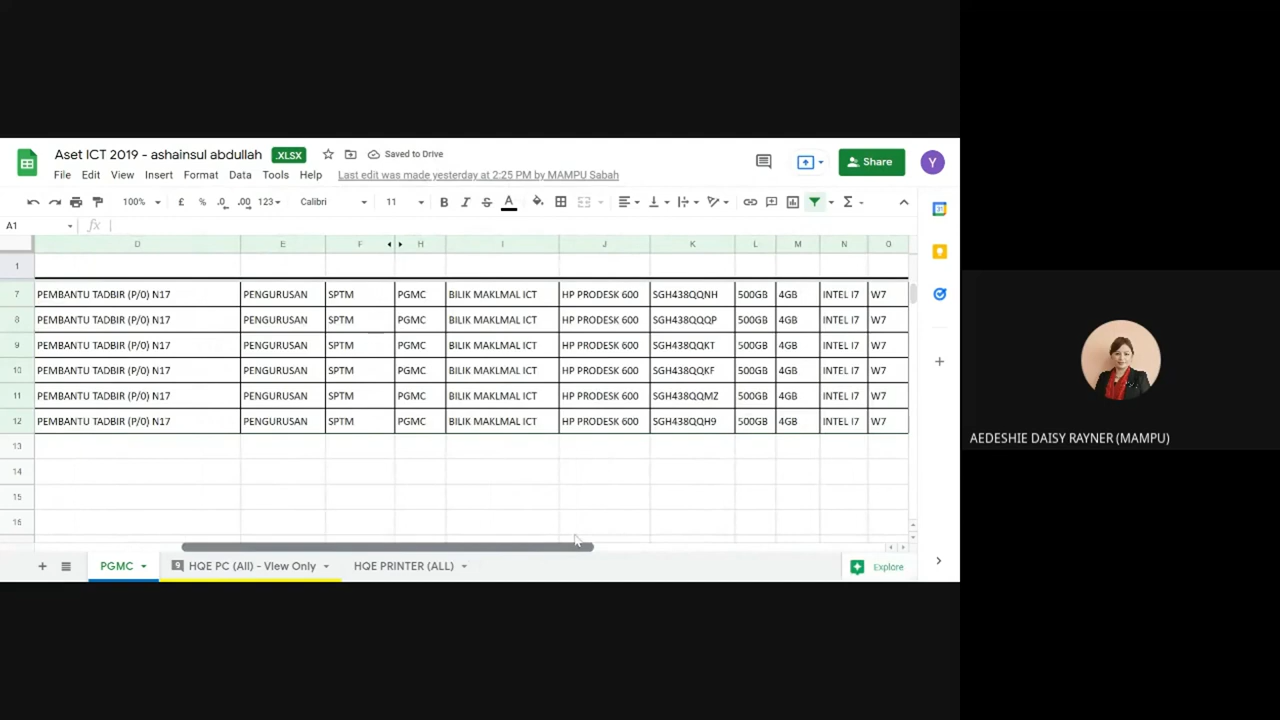 Aset ICT 2019 - ashainsul abdullah .XLSX Saved to Drive
File Edit View Insert Format Data Tools Help Last edit was made yesterday at 2:25 PM by MAMPU Sabah
Share Y
100% £ % .0 .00 123 Calibri 11 B I S A
A1 fx
D E F H I J K L M N O
1
7 PEMBANTU TADBIR (P/0) N17 PENGURUSAN SPTM PGMC BILIK MAKLMAL ICT HP PRODESK 600 SGH438QQNH 500GB 4GB INTEL I7 W7
8 PEMBANTU TADBIR (P/0) N17 PENGURUSAN SPTM PGMC BILIK MAKLMAL ICT HP PRODESK 600 SGH438QQQP 500GB 4GB INTEL I7 W7
9 PEMBANTU TADBIR (P/0) N17 PENGURUSAN SPTM PGMC BILIK MAKLMAL ICT HP PRODESK 600 SGH438QQKT 500GB 4GB INTEL I7 W7
10 PEMBANTU TADBIR (P/0) N17 PENGURUSAN SPTM PGMC BILIK MAKLMAL ICT HP PRODESK 600 SGH438QQKF 500GB 4GB INTEL I7 W7
11 PEMBANTU TADBIR (P/0) N17 PENGURUSAN SPTM PGMC BILIK MAKLMAL ICT HP PRODESK 600 SGH438QQMZ 500GB 4GB INTEL I7 W7
12 PEMBANTU TADBIR (P/0) N17 PENGURUSAN SPTM PGMC BILIK MAKLMAL ICT HP PRODESK 600 SGH438QQH9 500GB 4GB INTEL I7 W7
13
14
15
16
PGMC 9 HQE PC (All) - View Only HQE PRINTER (ALL) Explore
AEDESHIE DAISY RAYNER (MAMPU)